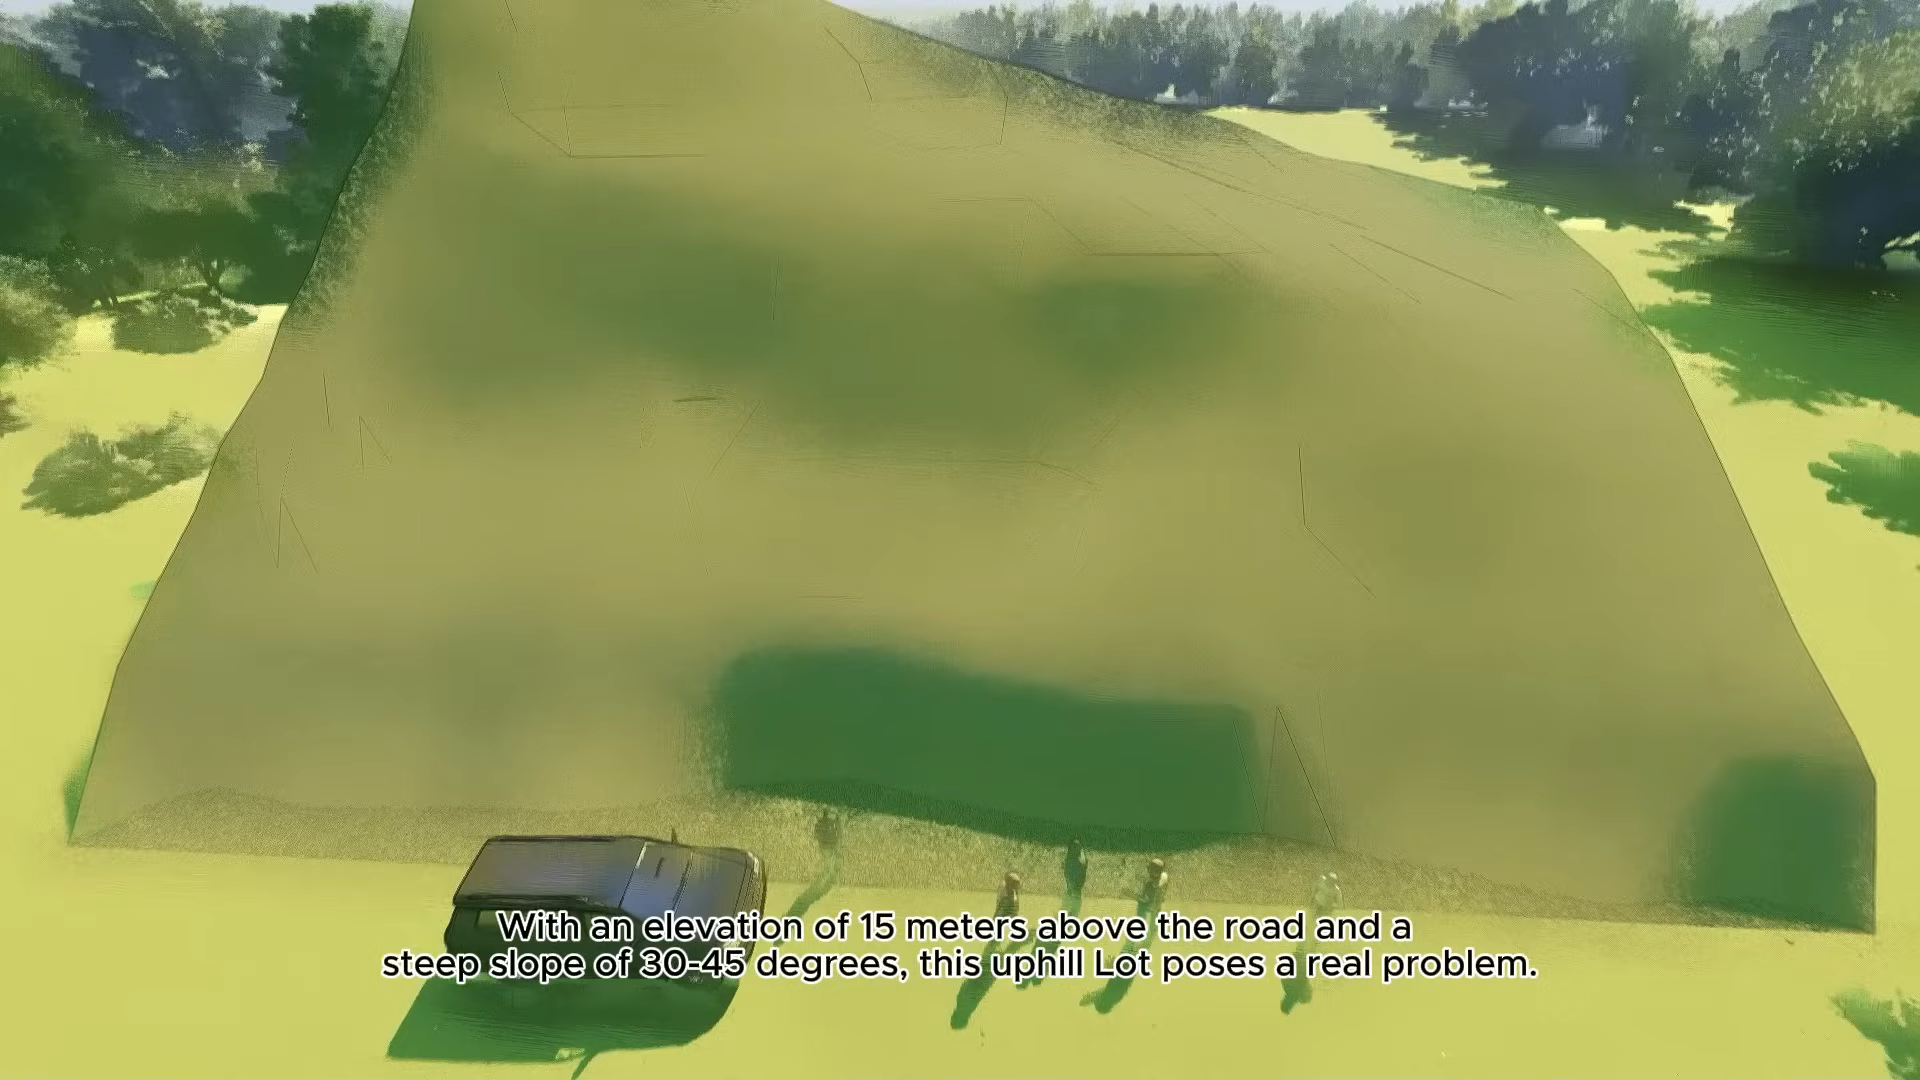 With an elevation of 15 meters above the road and a
steep slope of 30-45 degrees, this uphill Lot poses a real problem.